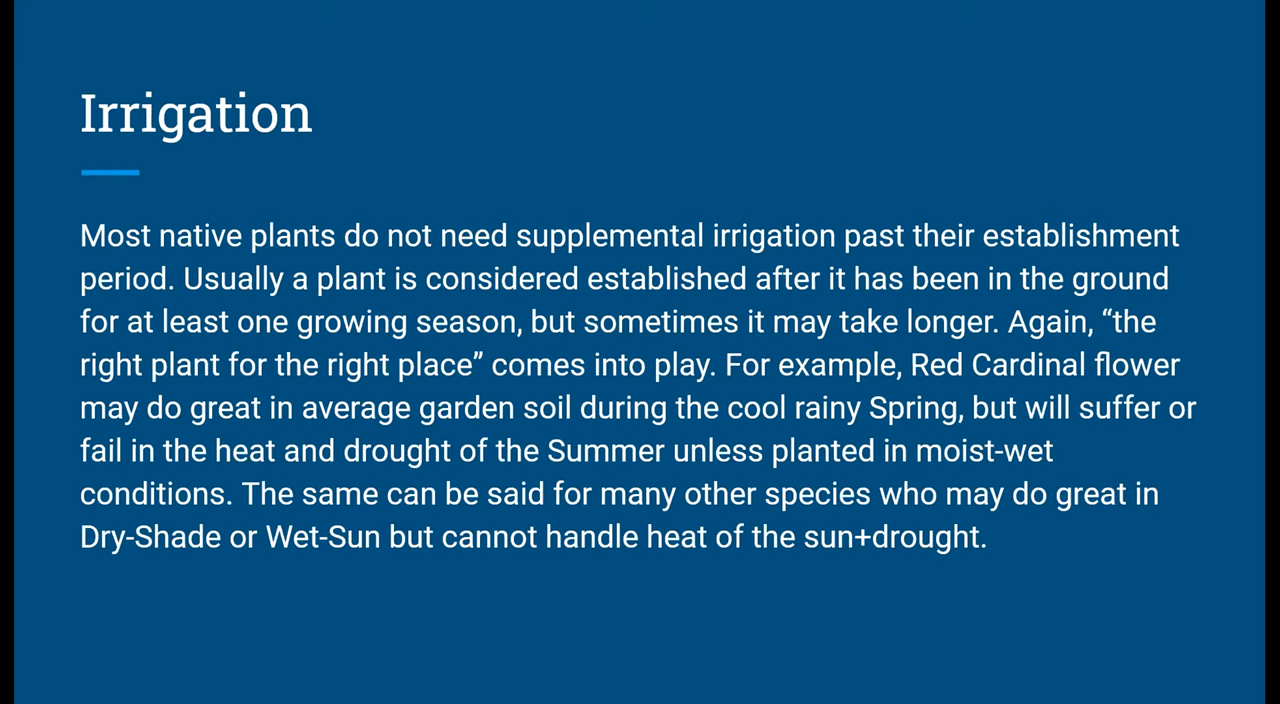 Irrigation
Most native plants do not need supplemental irrigation past their establishment
period. Usually a plant is considered established after it has been in the ground
for at least one growing season, but sometimes it may take longer. Again, “the
right plant for the right place” comes into play. For example, Red Cardinal flower
may do great in average garden soil during the cool rainy Spring, but will suffer or
fail in the heat and drought of the Summer unless planted in moist-wet
conditions. The same can be said for many other species who may do great in
Dry-Shade or Wet-Sun but cannot handle heat of the sun+drought.